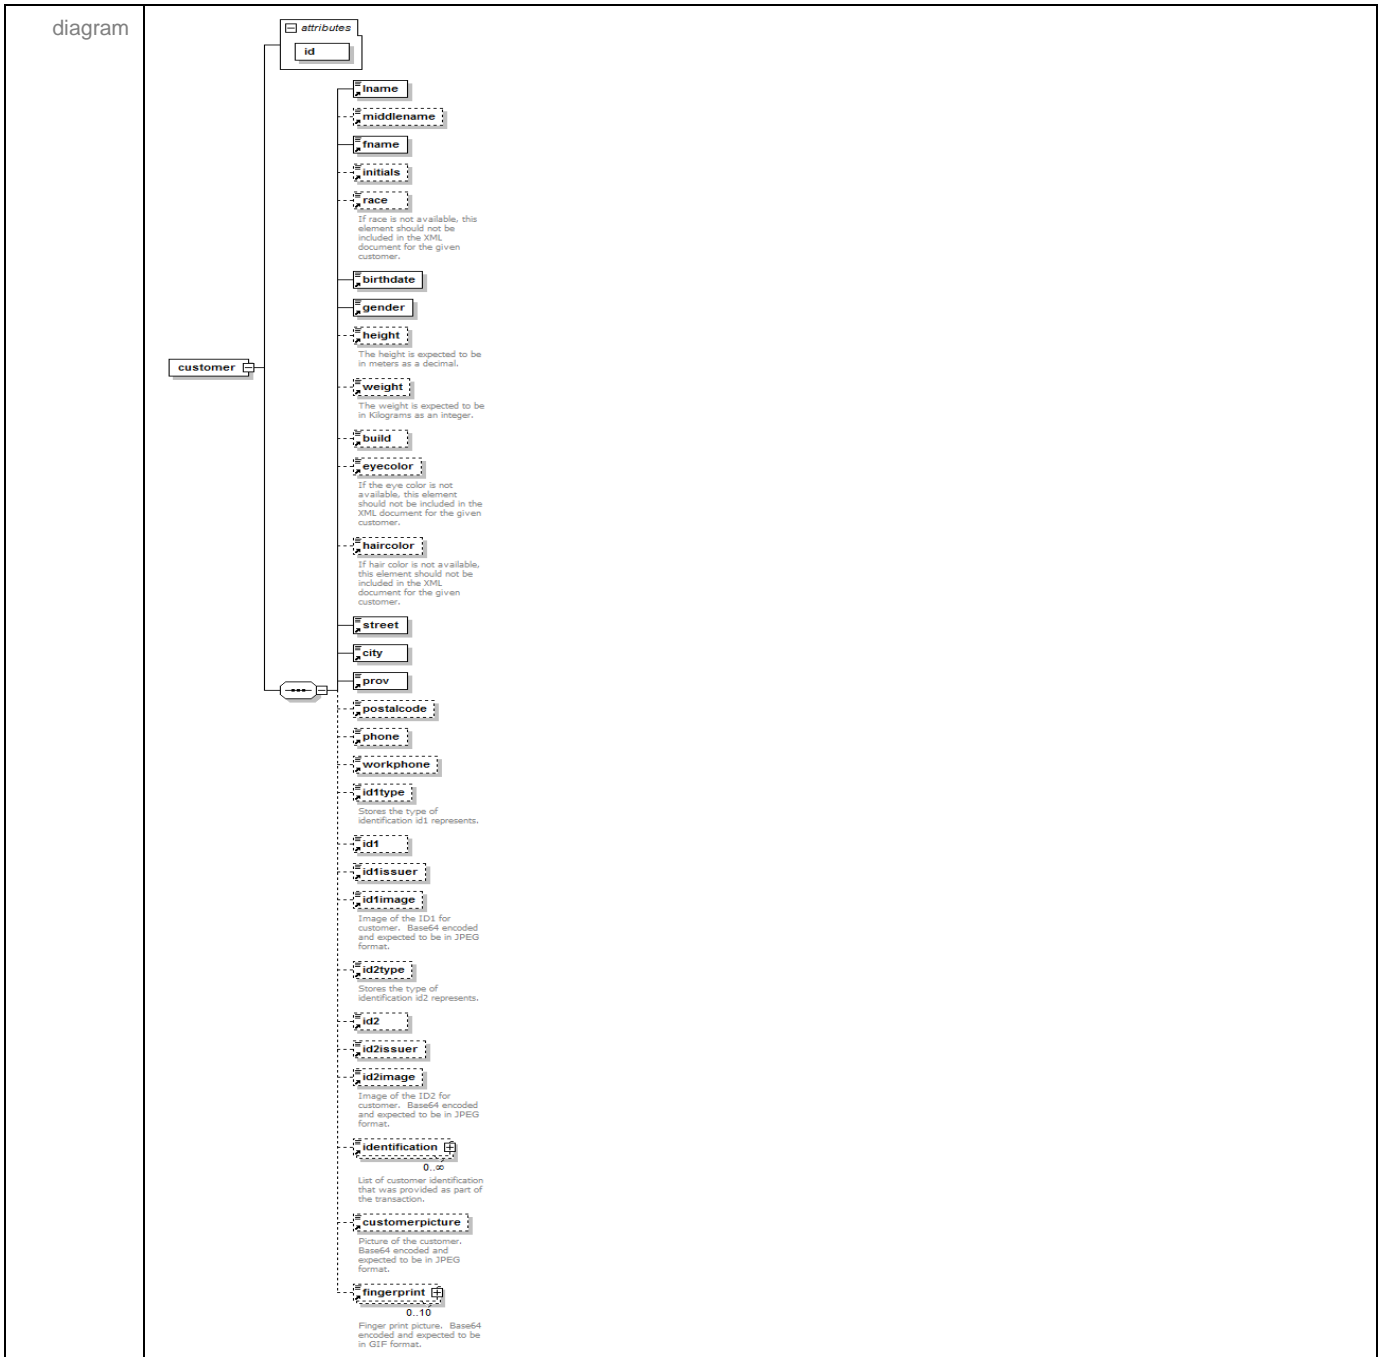 diagram
attributes
id
lname
middlename
fname
initials
race
If race is not available, this
element should not be
included in the XML
document for the given
customer.
birthdate
gender
height
The height is expected to be
in meters as a decimal.
customer
weight
The weight is expected to be
in Kilograms as an integer.
build
eyecolor
If the eye color is not
available, this element
should not be included in the
XML document for the given
customer.
haircolor
If hair color is not available,
this element should not be
included in the XML
document for the given
customer.
street
city
prov
postalcode
phone
workphone
id1type
Stores the type of
identification id1 represents.
id1
id1issuer
id1image
Image of the ID1 for
customer.  Base64 encoded
and expected to be in JPEG
format.
id2type
Stores the type of
identification id2 represents.
id2
id2issuer
id2image
Image of the ID2 for
customer.  Base64 encoded
and expected to be in JPEG
format.
identification
0..∞
List of customer identification
that was provided as part of
the transaction.
customerpicture
Picture of the customer.
Base64 encoded and
expected to be in JPEG
format.
fingerprint
0..10
Finger print picture.  Base64
encoded and expected to be
in GIF format.